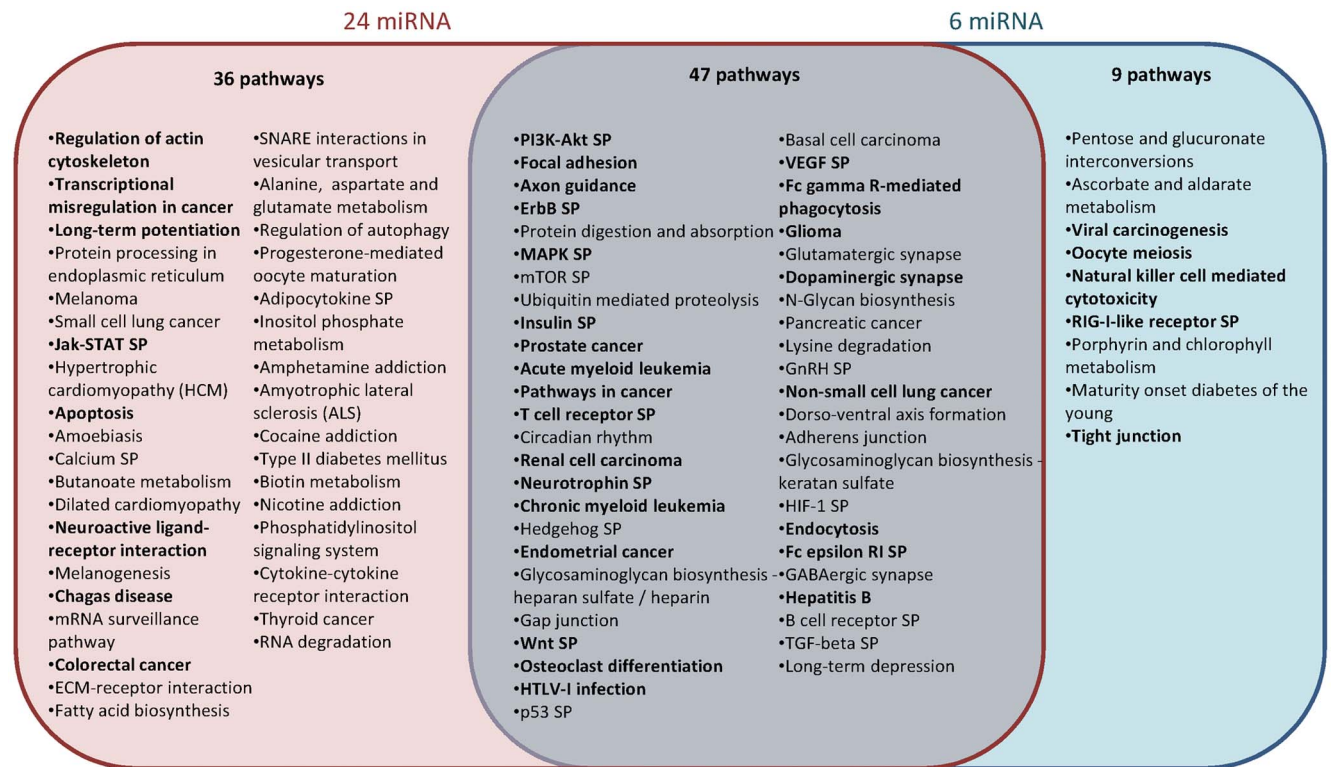 24 miRNA
6 miRNA
36 pathways
47 pathways
9 pathways
•Regulation of actin
cytoskeleton
•Transcriptional
misregulation in cancer
•Long-term potentiation
•Protein processing in
endoplasmic reticulum
•Melanoma
•Small cell lung cancer
•Jak-STAT SP
•Hypertrophic
cardiomyopathy (HCM)
•Apoptosis
•Amoebiasis
•Calcium SP
•Butanoate metabolism
•Dilated cardiomyopathy
•Neuroactive ligand-
receptor interaction
•Melanogenesis
•Chagas disease
•mRNA surveillance
pathway
•Colorectal cancer
•ECM-receptor interaction
•Fatty acid biosynthesis
•SNARE interactions in
vesicular transport
•Alanine, aspartate and
glutamate metabolism
•Regulation of autophagy
•Progesterone-mediated
oocyte maturation
•Adipocytokine SP
•Inositol phosphate
metabolism
•Amphetamine addiction
•Amyotrophic lateral
sclerosis (ALS)
•Cocaine addiction
•Type II diabetes mellitus
•Biotin metabolism
•Nicotine addiction
•Phosphatidylinositol
signaling system
•Cytokine-cytokine
receptor interaction
•Thyroid cancer
•RNA degradation
•PI3K-Akt SP
•Focal adhesion
•Axon guidance
•ErbB SP
•Protein digestion and absorption
•MAPK SP
•mTOR SP
•Ubiquitin mediated proteolysis
•Insulin SP
•Prostate cancer
•Acute myeloid leukemia
•Pathways in cancer
•T cell receptor SP
•Circadian rhythm
•Renal cell carcinoma
•Neurotrophin SP
•Chronic myeloid leukemia
•Hedgehog SP
•Endometrial cancer
•Glycosaminoglycan biosynthesis -
heparan sulfate / heparin
•Gap junction
•Wnt SP
•Osteoclast differentiation
•HTLV-I infection
•p53 SP
•Basal cell carcinoma
•VEGF SP
•Fc gamma R-mediated
phagocytosis
•Glioma
•Glutamatergic synapse
•Dopaminergic synapse
•N-Glycan biosynthesis
•Pancreatic cancer
•Lysine degradation
•GnRH SP
•Non-small cell lung cancer
•Dorso-ventral axis formation
•Adherens junction
•Glycosaminoglycan biosynthesis -
keratan sulfate
•HIF-1 SP
•Endocytosis
•Fc epsilon RI SP
•GABAergic synapse
•Hepatitis B
•B cell receptor SP
•TGF-beta SP
•Long-term depression
•Pentose and glucuronate
interconversions
•Ascorbate and aldarate
metabolism
•Viral carcinogenesis
•Oocyte meiosis
•Natural killer cell mediated
cytotoxicity
•RIG-I-like receptor SP
•Porphyrin and chlorophyll
metabolism
•Maturity onset diabetes of the
young
•Tight junction